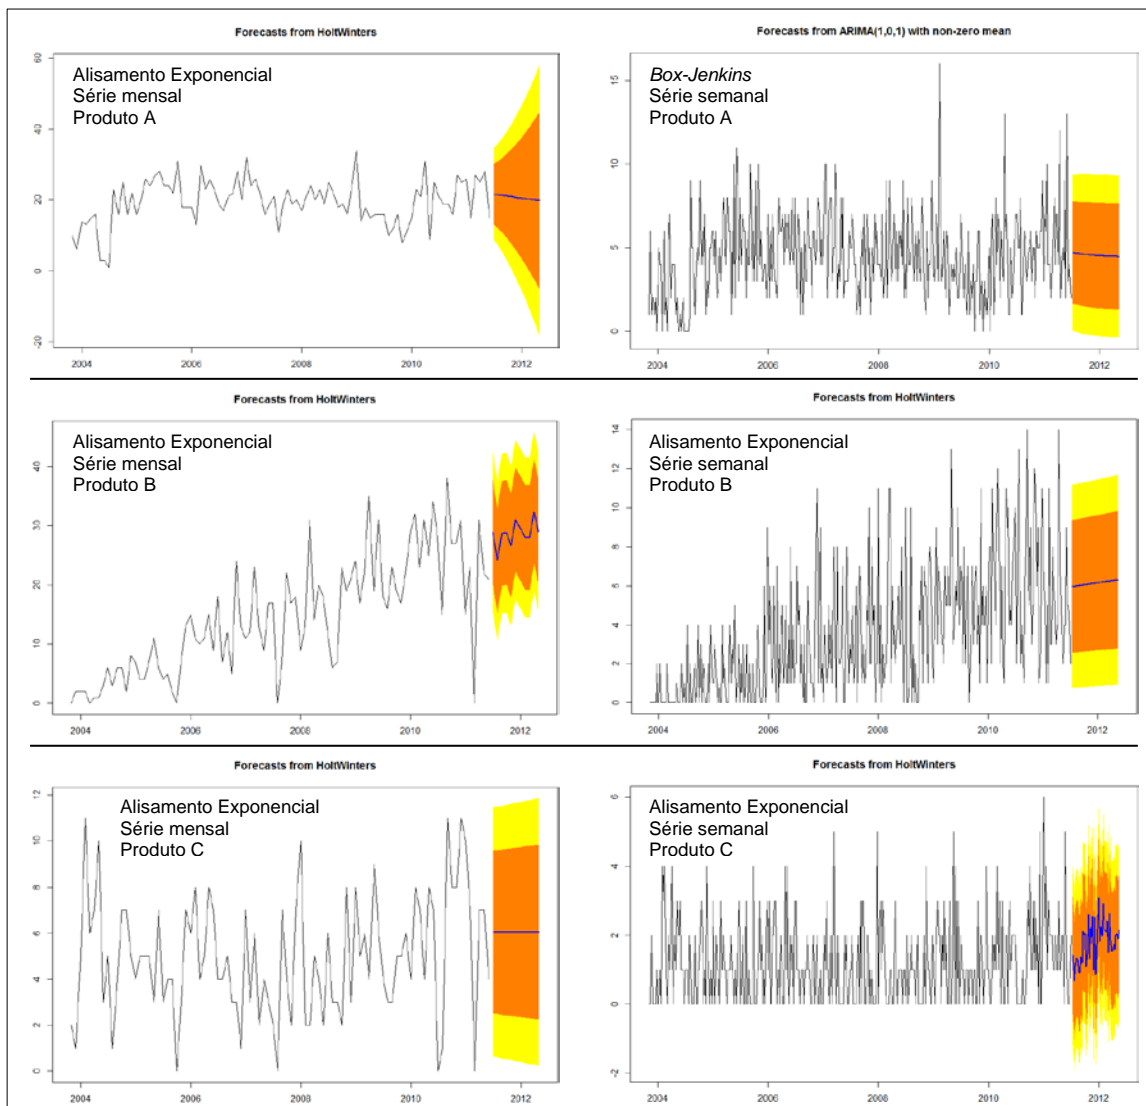 Forecasts from HoltWinters
Alisamento Exponencial
Série mensal
Produto A
60
40
20
0
-20
2004
2006
2008
2010
2012
Forecasts from ARIMA(1,0,1) with non-zero mean
Box-Jenkins
Série semanal
Produto A
15
10
5
0
2004
2006
2008
2010
2012
Forecasts from HoltWinters
Alisamento Exponencial
Série mensal
Produto B
40
30
20
10
0
2004
2006
2008
2010
2012
Forecasts from HoltWinters
Alisamento Exponencial
Série semanal
Produto B
14
12
10
8
6
4
2
0
2004
2006
2008
2010
2012
Forecasts from HoltWinters
Alisamento Exponencial
Série mensal
Produto C
12
10
8
6
4
2
0
2004
2006
2008
2010
2012
Forecasts from HoltWinters
Alisamento Exponencial
Série semanal
Produto C
6
4
2
0
-2
2004
2006
2008
2010
2012